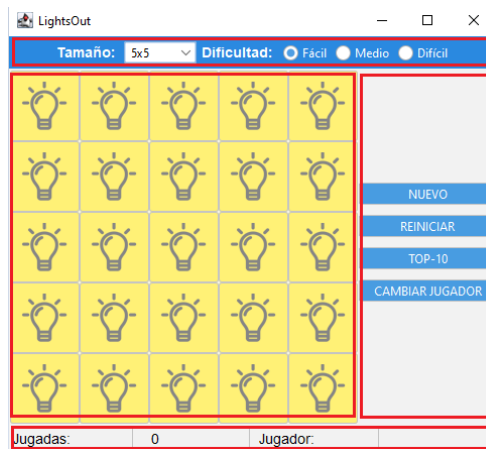 LightsOut
Tamaño: 5x5 Dificultad: Fácil Medio Difícil
NUEVO
REINICIAR
TOP-10
CAMBIAR JUGADOR
Jugadas: 0 Jugador: